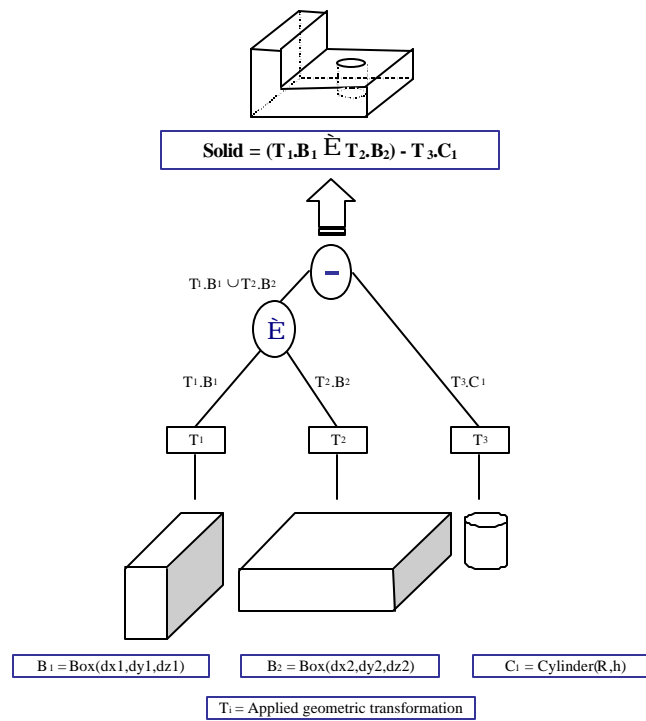 Solid = (T₁.B₁ È T₂.B₂) - T₃.C₁
−
T₁.B₁ ∪ T₂.B₂
È
T₁.B₁ T₂.B₂ T₃.C₁
T₁ T₂ T₃
B₁ = Box(dx1,dy1,dz1) B₂ = Box(dx2,dy2,dz2) C₁ = Cylinder(R,h)
Tᵢ = Applied geometric transformation